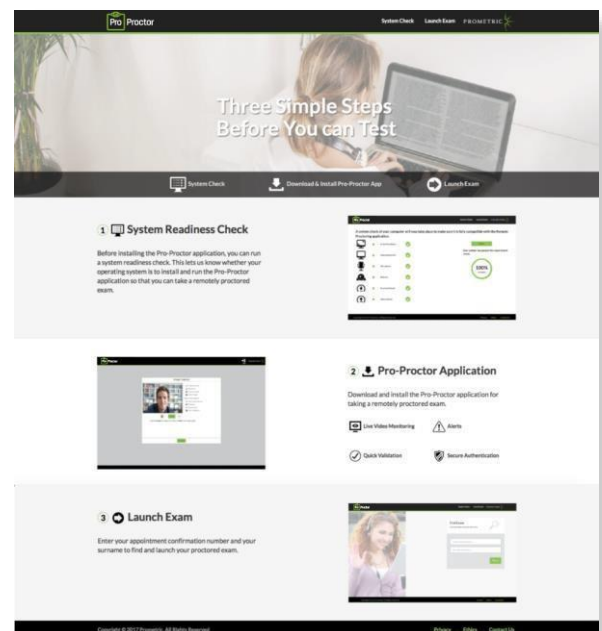 Pro Proctor
System Check Launch Exam PROMETRIC
Three Simple Steps
Before You can Test
System Check Download & Install Pro-Proctor App Launch Exam
1 System Readiness Check
Before installing the Pro-Proctor application, you can run
a system readiness check. This lets us know whether your
operating system is to install and run the Pro-Proctor
application so that you can take a remotely proctored
exam.
100%
2 Pro-Proctor Application
Download and install the Pro-Proctor application for
taking a remotely proctored exam.
Live Video Monitoring Alerts
Quick Validation Secure Authentication
3 Launch Exam
Enter your appointment confirmation number and your
surname to find and launch your proctored exam.
Copyright © 2017 Prometric. All Rights Reserved.
Privacy Ethics Contact Us